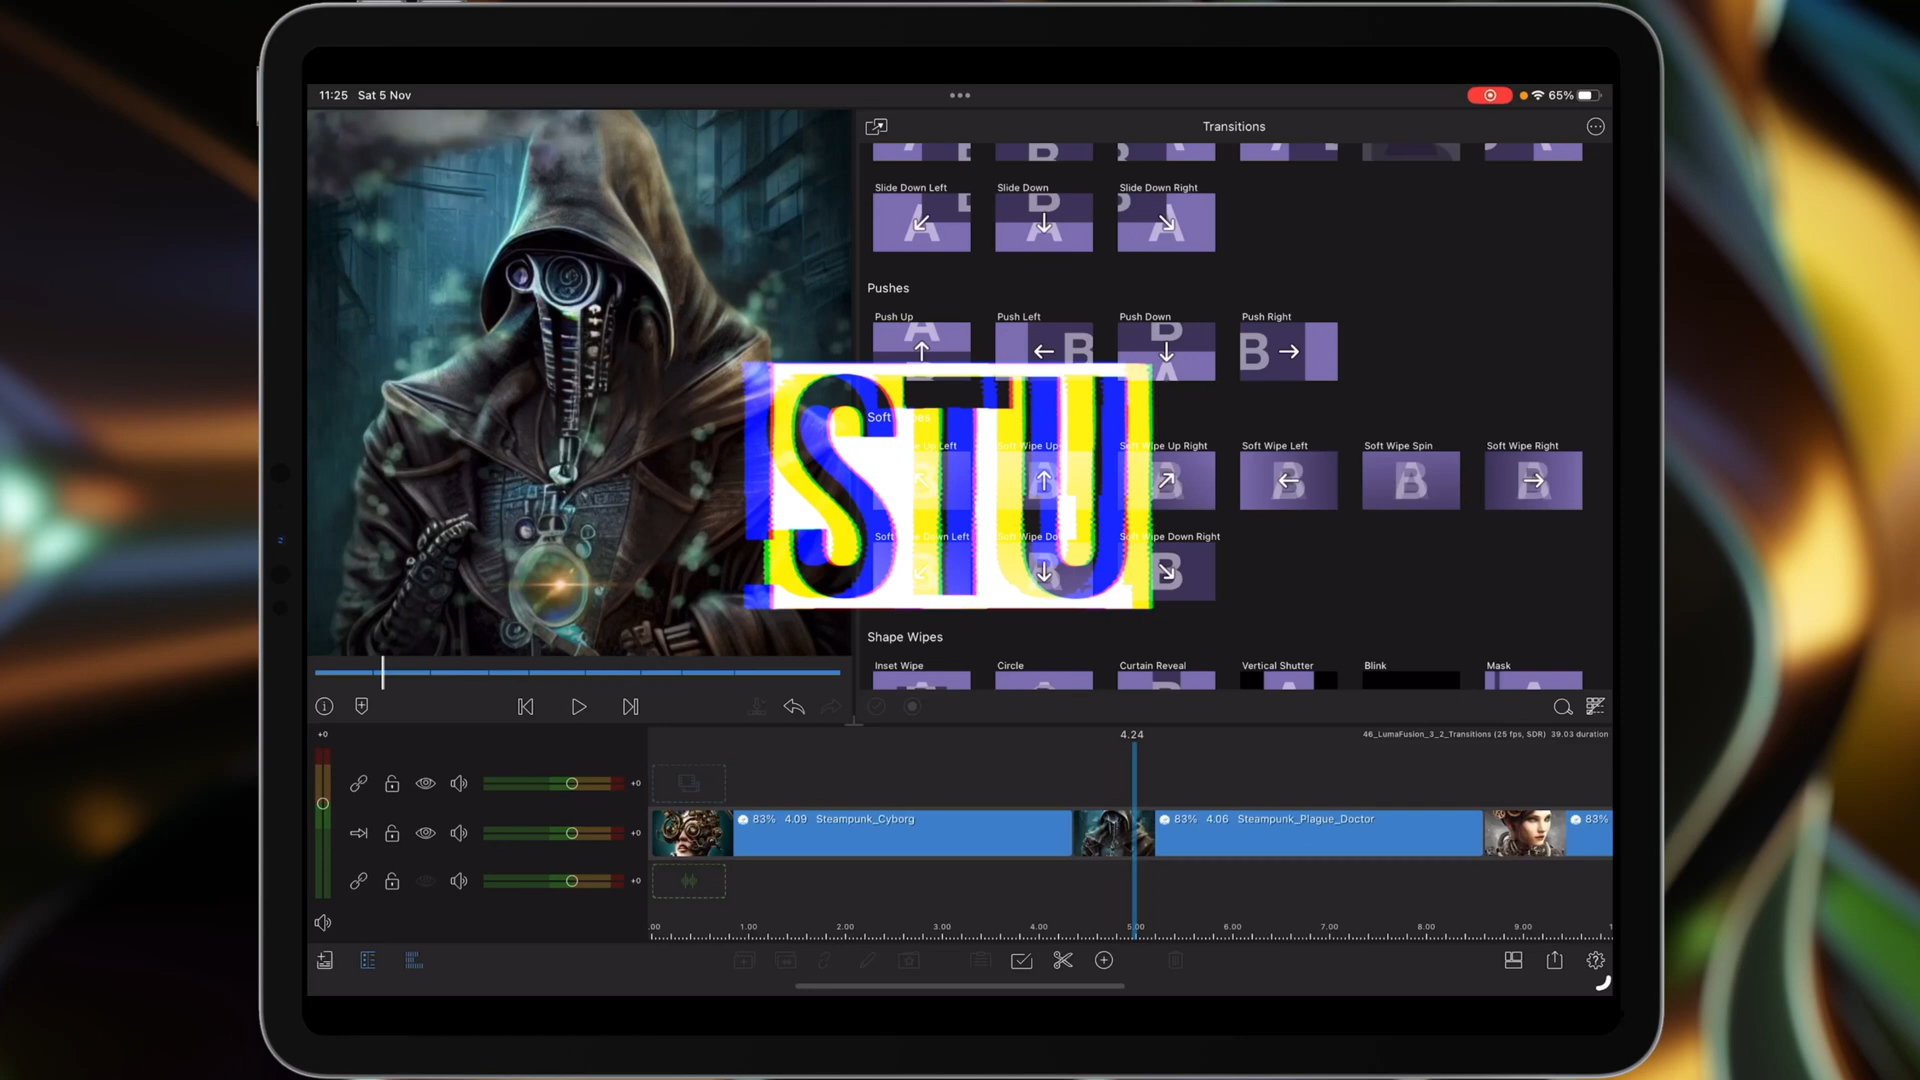 11:25 Sat 5 Nov
65%
Transitions
Slide Down Left Slide Down Slide Down Right
Pushes
Push Up Push Left Push Down Push Right
STU
Soft
Up Left Soft Wipe Up Soft Wipe Up Right Soft Wipe Left Soft Wipe Spin Soft Wipe Right
Soft Down Left Soft Wipe Do Soft Wipe Down Right
Shape Wipes
Inset Wipe Circle Curtain Reveal Vertical Shutter Blink Mask
+0 4.24 46_LumaFusion_3_2_Transitions (25 fps, SDR) 39.03 duration
+0
83% 4.09 Steampunk_Cyborg 83% 4.06 Steampunk_Plague_Doctor 83%
+0
+0
.00 1.00 2.00 3.00 4.00 5.00 6.00 7.00 8.00 9.00